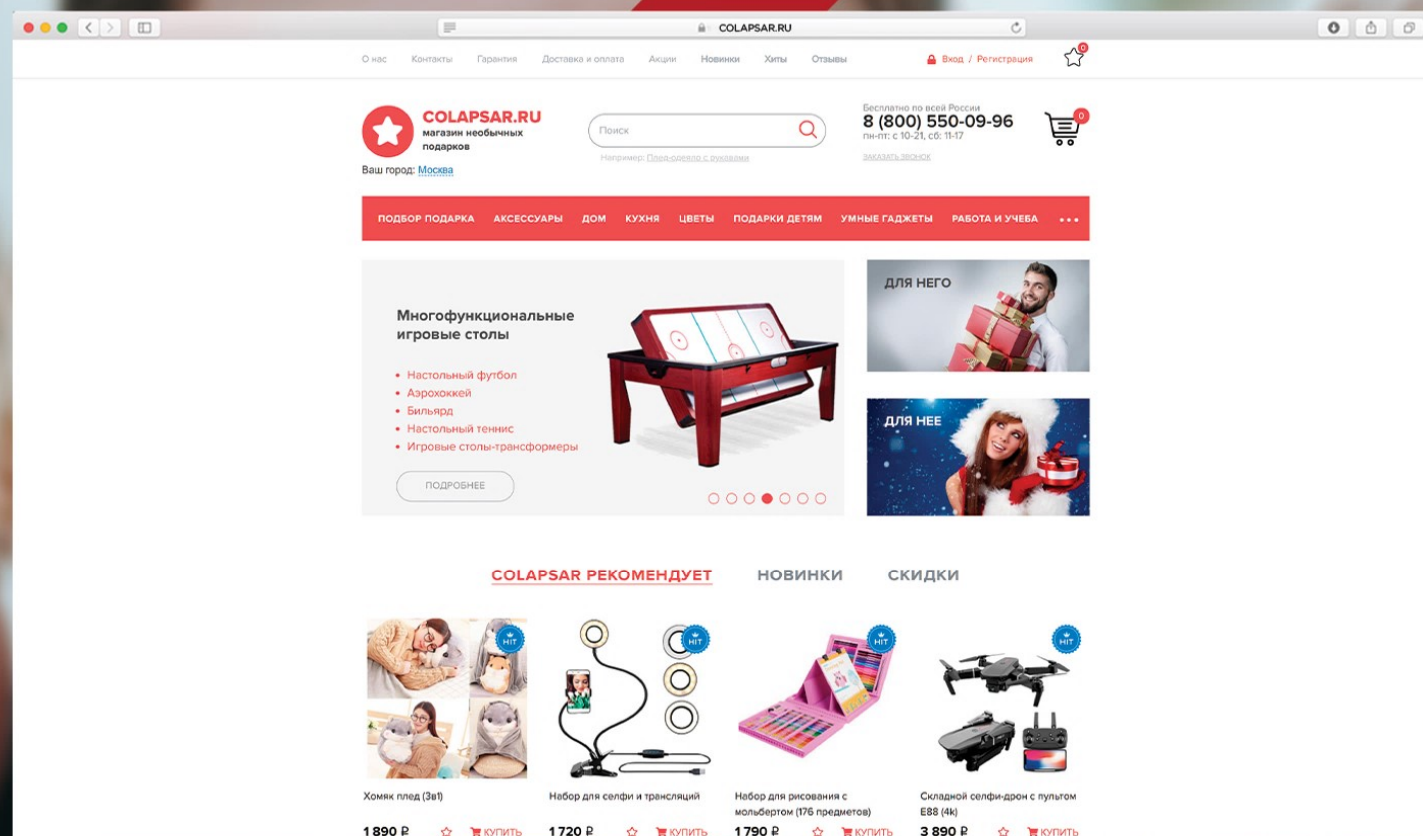 COLAPSAR.RU
О нас Контакты Гарантия Доставка и оплата Акции Новинки Хиты Отзывы Вход / Регистрация 0
COLAPSAR.RU
магазин необычных
подарков
Ваш город: Москва
Поиск
Например: Плед-одеяло с рукавами
Бесплатно по всей России
8 (800) 550-09-96
пн-пт: с 10-21, сб: 11-17
ЗАКАЗАТЬ ЗВОНОК
0
ПОДБОР ПОДАРКА АКСЕССУАРЫ ДОМ КУХНЯ ЦВЕТЫ ПОДАРКИ ДЕТЯМ УМНЫЕ ГАДЖЕТЫ РАБОТА И УЧЕБА
Многофункциональные
игровые столы
• Настольный футбол
• Аэрохоккей
• Бильярд
• Настольный теннис
• Игровые столы-трансформеры
ПОДРОБНЕЕ
ДЛЯ НЕГО
ДЛЯ НЕЕ
COLAPSAR РЕКОМЕНДУЕТ НОВИНКИ СКИДКИ
HIT HIT HIT HIT
Хомяк плед (3в1)
1 890 ₽ КУПИТЬ
Набор для селфи и трансляций
1 720 ₽ КУПИТЬ
Набор для рисования с
мольбертом (176 предметов)
1 790 ₽ КУПИТЬ
Складной селфи-дрон с пультом
E88 (4k)
3 890 ₽ КУПИТЬ